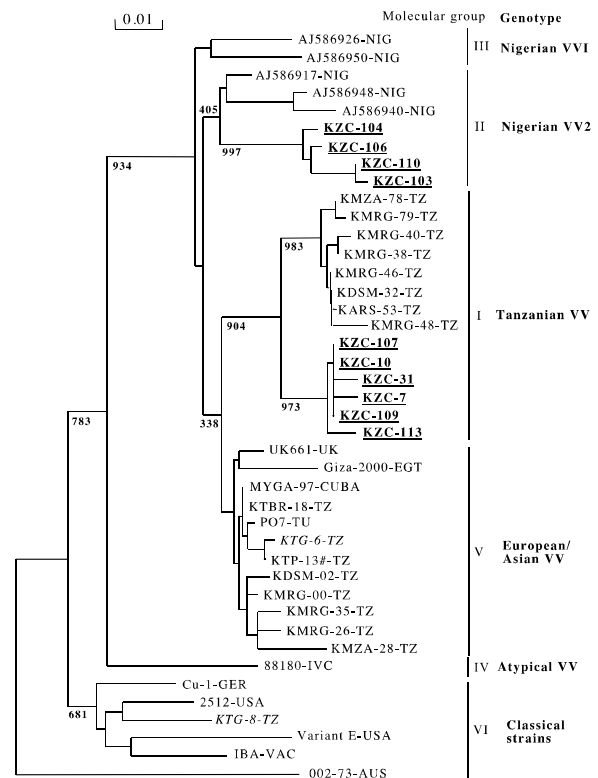 0.01
Molecular group Genotype
AJ586926-NIG
III Nigerian VVI
AJ586950-NIG
AJ586917-NIG
AJ586948-NIG
405
AJ586940-NIG
KZC-104
II Nigerian VV2
KZC-106
997
934
KZC-110
KZC-103
KMZA-78-TZ
KMRG-79-TZ
KMRG-40-TZ
983
KMRG-38-TZ
KMRG-46-TZ
KDSM-32-TZ
KARS-53-TZ
I Tanzanian VV
904
KMRG-48-TZ
KZC-107
KZC-10
973
KZC-31
KZC-7
KZC-109
783
338
KZC-113
UK661-UK
Giza-2000-EGT
MYGA-97-CUBA
KTBR-18-TZ
PO7-TU
KTG-6-TZ
V European/
Asian VV
KTP-13#-TZ
KDSM-02-TZ
KMRG-00-TZ
KMRG-35-TZ
KMRG-26-TZ
KMZA-28-TZ
88180-IVC
IV Atypical VV
Cu-1-GER
2512-USA
681
KTG-8-TZ
VI Classical
strains
Variant E-USA
IBA-VAC
002-73-AUS